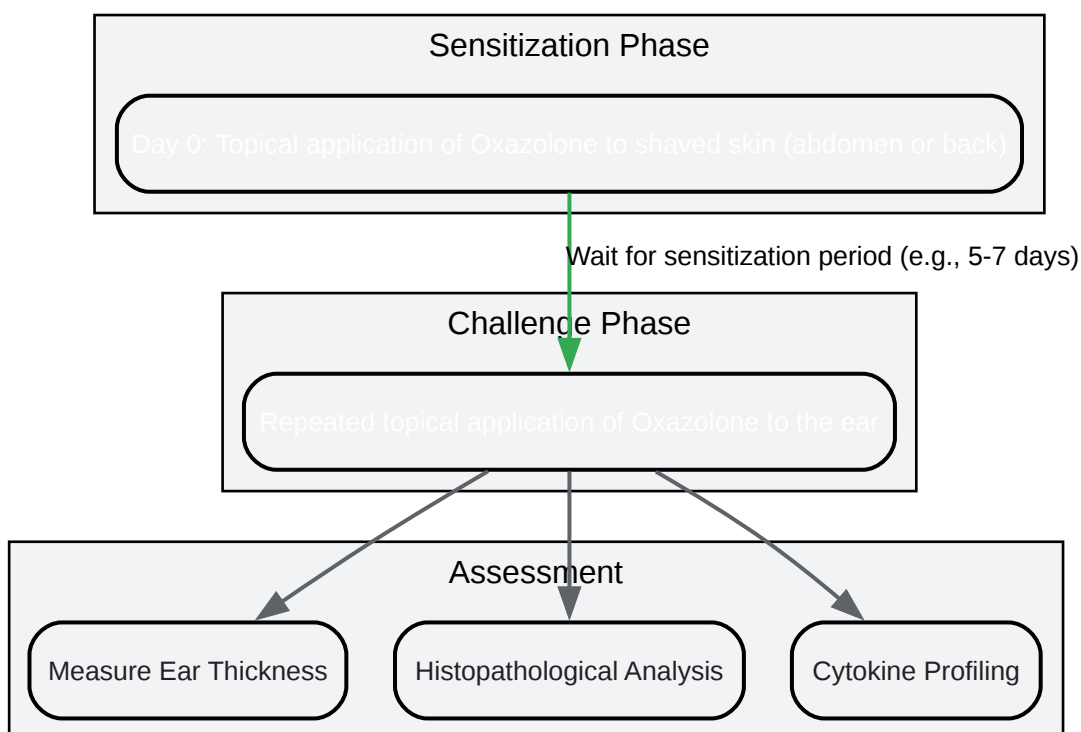 Sensitization Phase
Day 0: Topical application of Oxazolone to shaved skin (abdomen or back)
Wait for sensitization period (e.g., 5-7 days)
Challenge Phase
Repeated topical application of Oxazolone to the ear
Assessment
Measure Ear Thickness
Histopathological Analysis
Cytokine Profiling